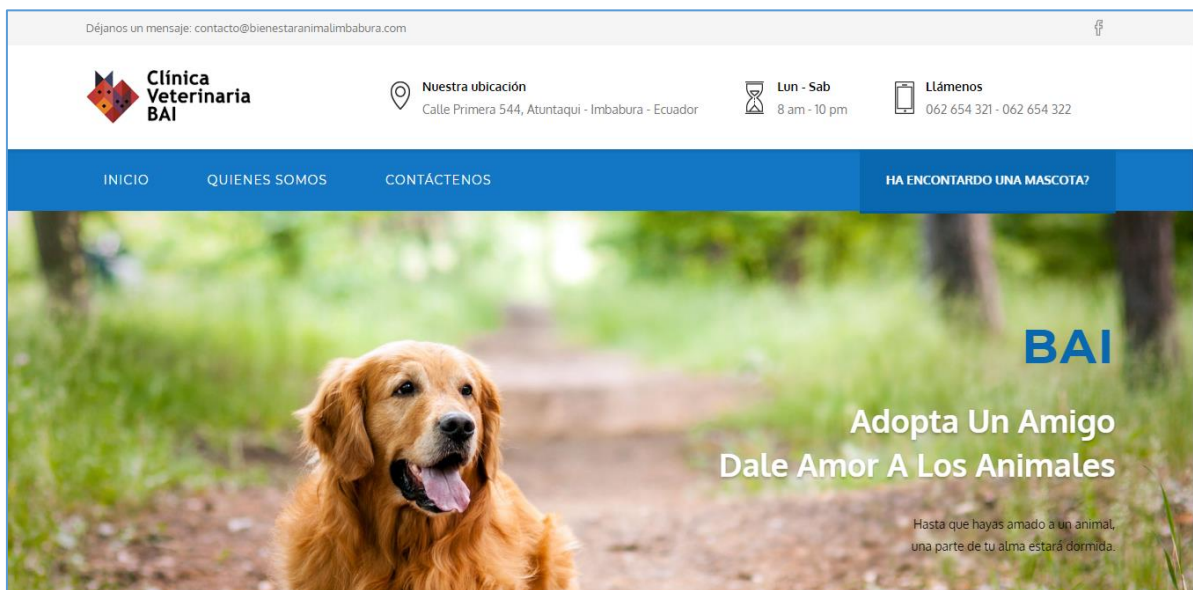 Déjanos un mensaje: contacto@bienestaranimalimbabura.com
Clínica
Veterinaria
BAI
Nuestra ubicación
Calle Primera 544, Atuntaqui - Imbabura - Ecuador
Lun - Sab
8 am - 10 pm
Llámenos
062 654 321 - 062 654 322
INICIO QUIENES SOMOS CONTÁCTENOS HA ENCONTARDO UNA MASCOTA?
BAI
Adopta Un Amigo
Dale Amor A Los Animales
Hasta que hayas amado a un animal,
una parte de tu alma estará dormida.